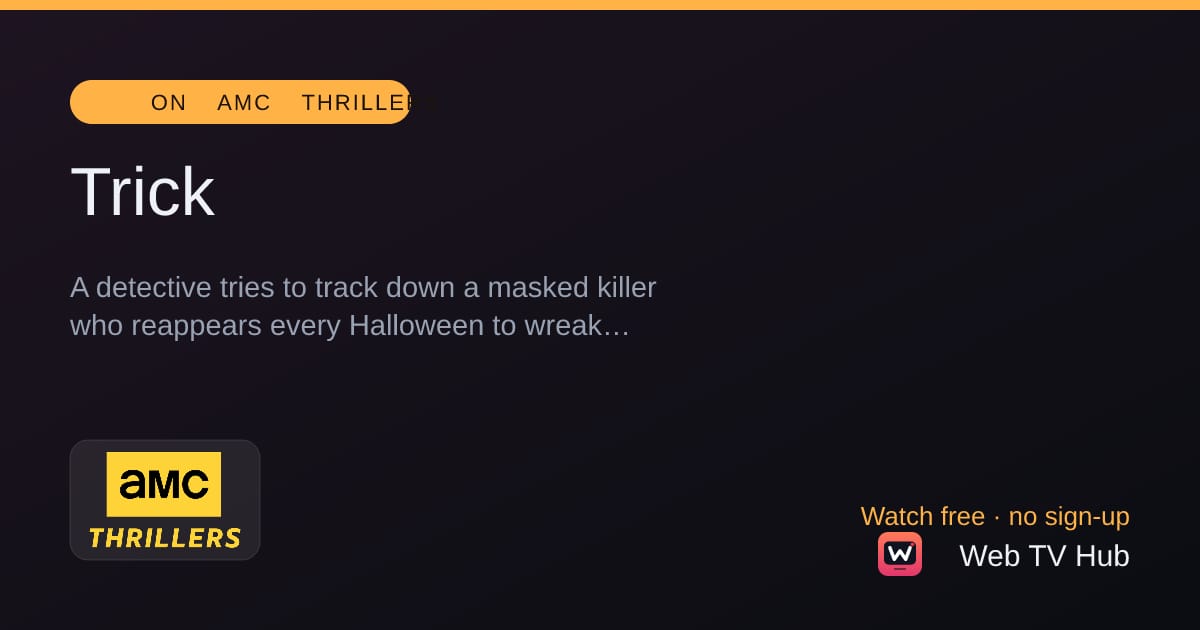 ON AMC THRILLER
Trick
A detective tries to track down a masked killer
who reappears every Halloween to wreak…
aMC
THRILLERS
Watch free · no sign-up
W
Web TV Hub